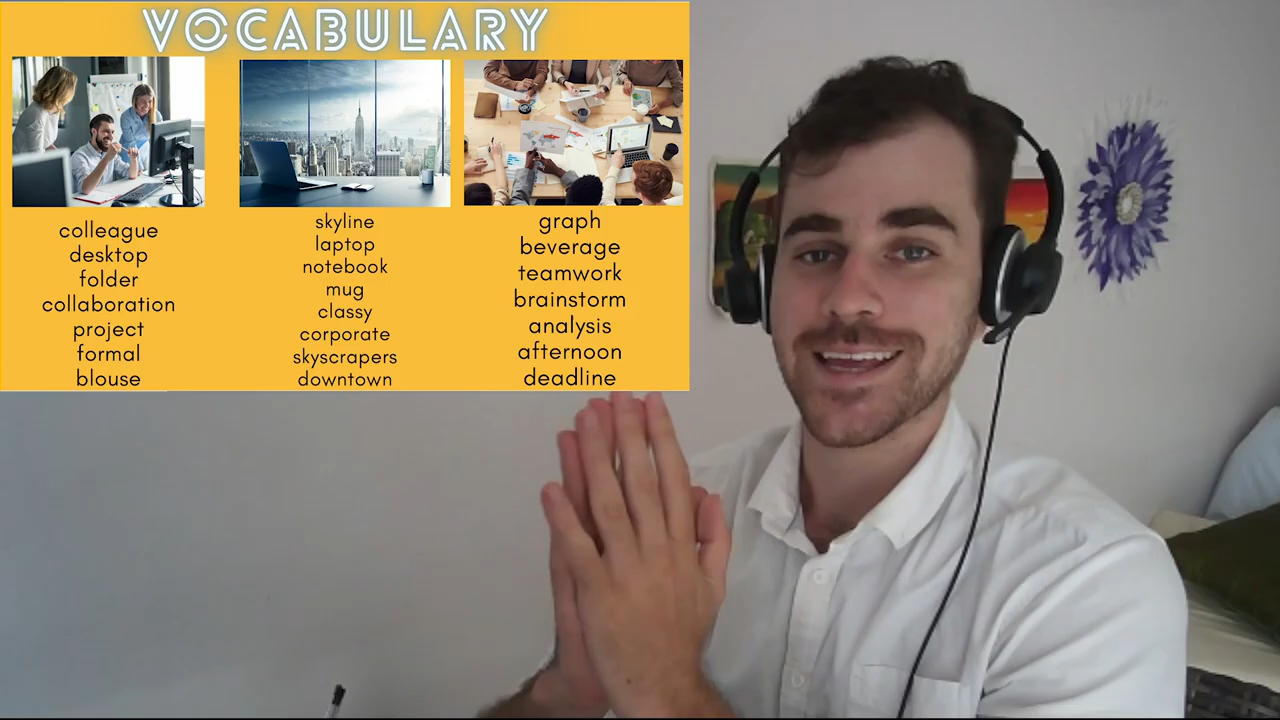 VOCABULARY
colleague
desktop
folder
collaboration
project
formal
blouse
skyline
laptop
notebook
mug
classy
corporate
skyscrapers
downtown
graph
beverage
teamwork
brainstorm
analysis
afternoon
deadline